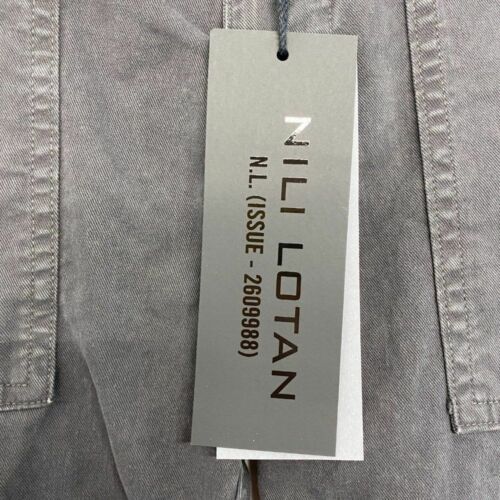 NILI LOTAN
N.L. (ISSUE - 2609988)